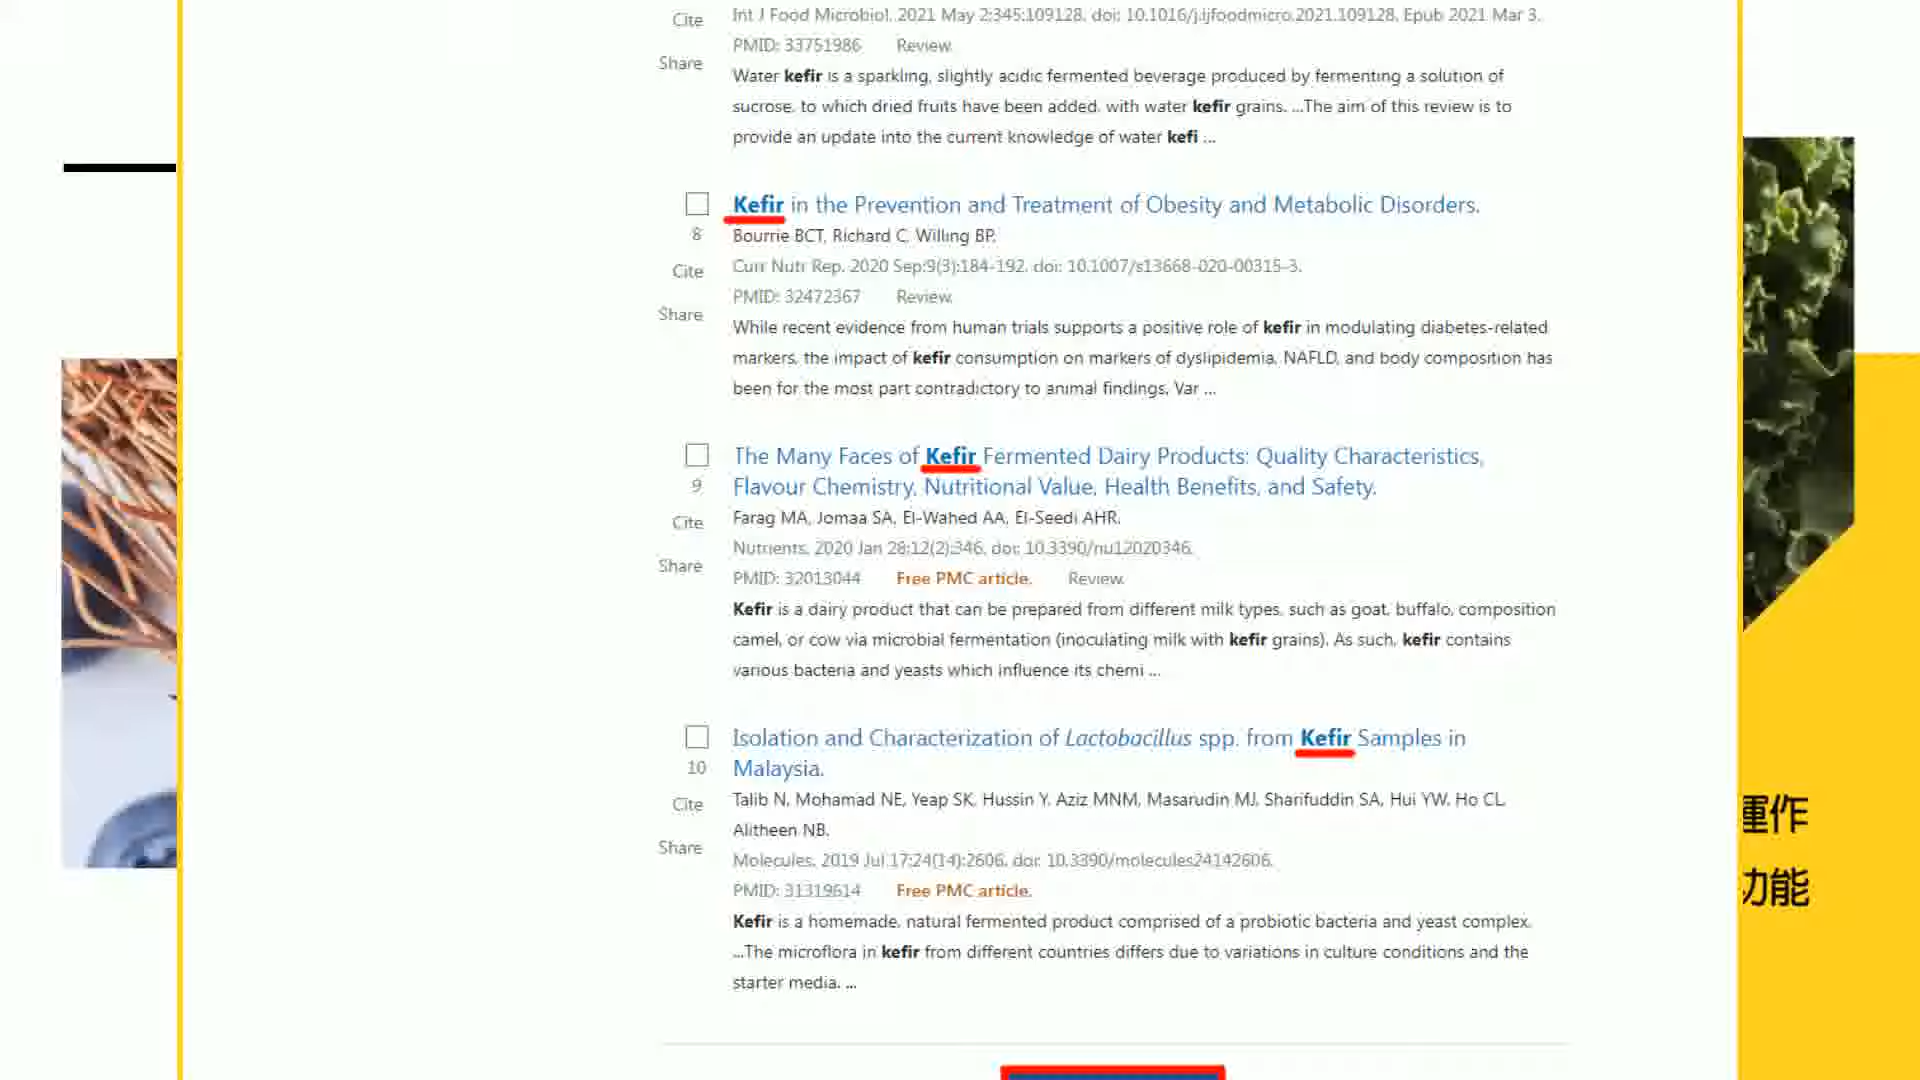 Cite
Int J Food Microbiol. 2021 May 2;345:109128. doi: 10.1016/j.ijfoodmicro.2021.109128. Epub 2021 Mar 3.
PMID: 33751986 Review.
Share
Water kefir is a sparkling, slightly acidic fermented beverage produced by fermenting a solution of
sucrose, to which dried fruits have been added, with water kefir grains. ...The aim of this review is to
provide an update into the current knowledge of water kefi ...
Kefir in the Prevention and Treatment of Obesity and Metabolic Disorders.
8
Bourrie BCT, Richard C, Willing BP.
Cite
Curr Nutr Rep. 2020 Sep;9(3):184-192. doi: 10.1007/s13668-020-00315-3.
PMID: 32472367 Review.
Share
While recent evidence from human trials supports a positive role of kefir in modulating diabetes-related
markers, the impact of kefir consumption on markers of dyslipidemia, NAFLD, and body composition has
been for the most part contradictory to animal findings. Var ...
The Many Faces of Kefir Fermented Dairy Products: Quality Characteristics,
9
Flavour Chemistry, Nutritional Value, Health Benefits, and Safety.
Cite
Farag MA, Jomaa SA, El-Wahed AA, El-Seedi AHR.
Nutrients. 2020 Jan 28;12(2):346. doi: 10.3390/nu12020346.
Share
PMID: 32013044 Free PMC article. Review.
Kefir is a dairy product that can be prepared from different milk types, such as goat, buffalo, composition
camel, or cow via microbial fermentation (inoculating milk with kefir grains). As such, kefir contains
various bacteria and yeasts which influence its chemi ...
Isolation and Characterization of Lactobacillus spp. from Kefir Samples in
10
Malaysia.
Cite
Talib N, Mohamad NE, Yeap SK, Hussin Y, Aziz MNM, Masarudin MJ, Sharifuddin SA, Hui YW, Ho CL,
Alitheen NB.
Share
Molecules. 2019 Jul 17;24(14):2606. doi: 10.3390/molecules24142606.
PMID: 31319614 Free PMC article.
Kefir is a homemade, natural fermented product comprised of a probiotic bacteria and yeast complex.
...The microflora in kefir from different countries differs due to variations in culture conditions and the
starter media. ...
運作
功能